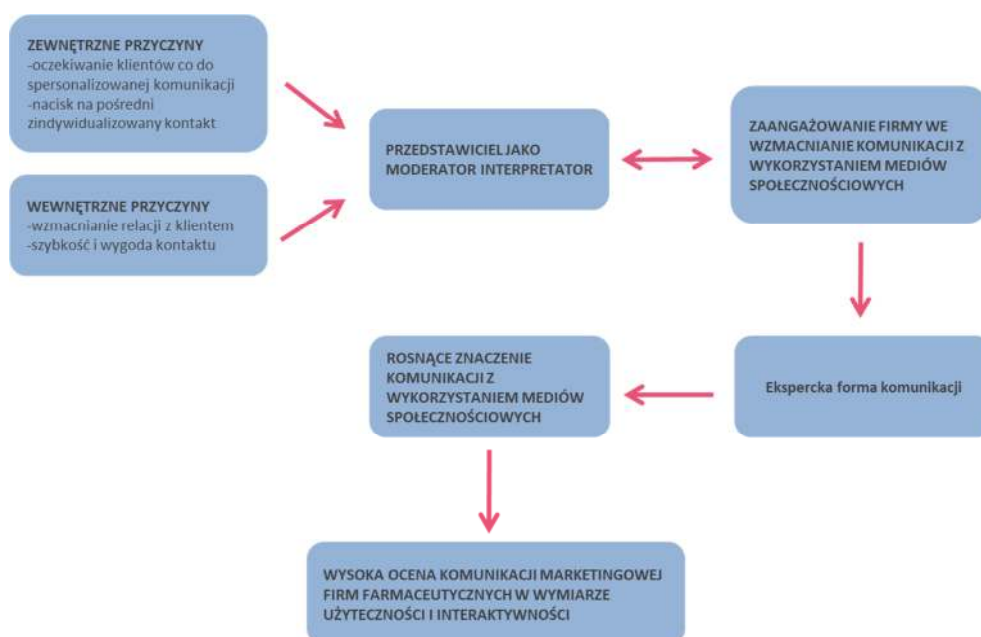 ZEWNĘTRZNE PRZYCZYNY
-oczekiwanie klientów co do
spersonalizowanej komunikacji
-nacisk na pośredni
zindywidualizowany kontakt
WEWNĘTRZNE PRZYCZYNY
-wzmacnianie relacji z klientem
-szybkość i wygoda kontaktu
PRZEDSTAWICIEL JAKO
MODERATOR INTERPRETATOR
ZAANGAŻOWANIE FIRMY WE
WZMACNIANIE KOMUNIKACJI Z
WYKORZYSTANIEM MEDIÓW
SPOŁECZNOŚCIOWYCH
Ekspercka forma komunikacji
ROSNĄCE ZNACZENIE
KOMUNIKACJI Z
WYKORZYSTANIEM MEDIÓW
SPOŁECZNOŚCIOWYCH
WYSOKA OCENA KOMUNIKACJI MARKETINGOWEJ
FIRM FARMACEUTYCZNYCH W WYMIARZE
UŻYTECZNOŚCI I INTERAKTYWNOŚCI